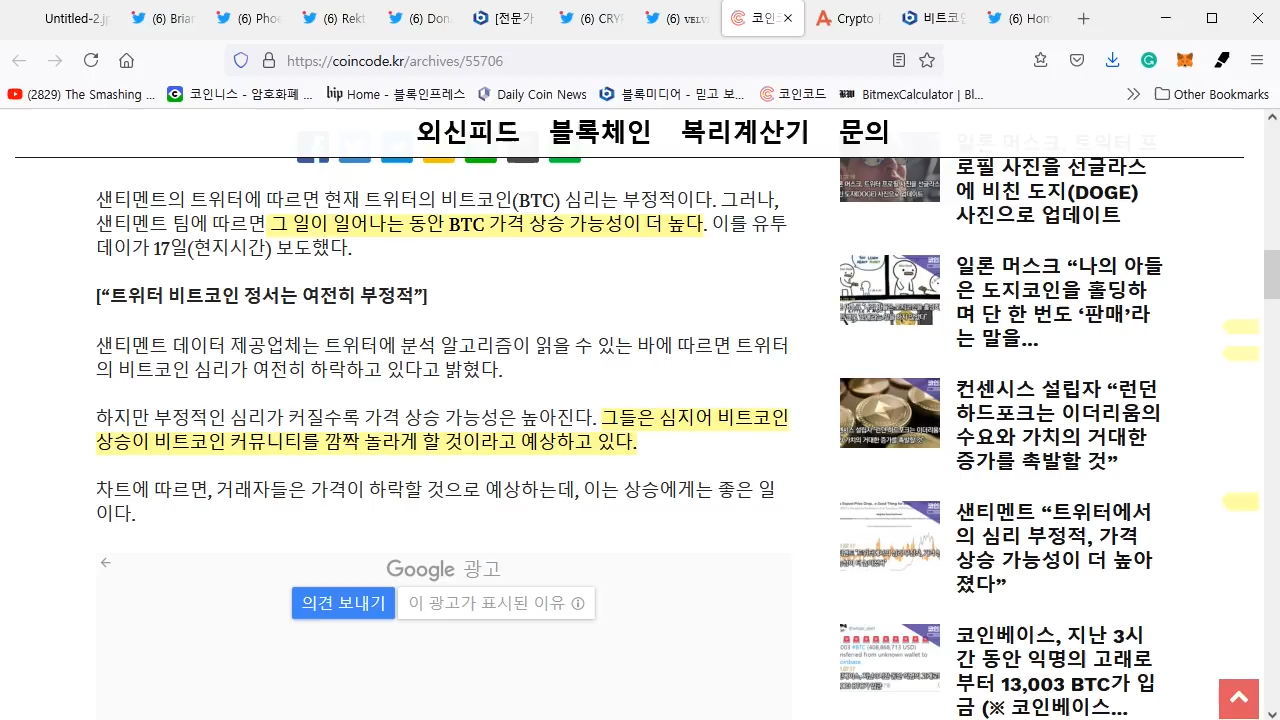 Untitled-2.j
(6) Brian
(6) Pho
(6) Ret
(6) Don
[전문가
(6) CRY
(6) VELV
코인
Crypto
비트코
(6) Hom
https://coincode.kr/archives/55706
(2829) The Smashing ...
코인니스 - 암호화폐 ...
bip Home - 블록인프레스
Daily Coin News
블록미디어 - 믿고 보...
코인코드
BitmexCalculator | Bl...
Other Bookmarks
외신피드 블록체인 복리계산기 문의
샌티멘트의 트위터에 따르면 현재 트위터의 비트코인(BTC) 심리는 부정적이다. 그러나,
샌티멘트 팀에 따르면 그 일이 일어나는 동안 BTC 가격 상승 가능성이 더 높다. 이를 유투
데이가 17일(현지시간) 보도했다.
[“트위터 비트코인 정서는 여전히 부정적”]
샌티멘트 데이터 제공업체는 트위터에 분석 알고리즘이 읽을 수 있는 바에 따르면 트위터
의 비트코인 심리가 여전히 하락하고 있다고 밝혔다.
하지만 부정적인 심리가 커질수록 가격 상승 가능성은 높아진다. 그들은 심지어 비트코인
상승이 비트코인 커뮤니티를 깜짝 놀라게 할 것이라고 예상하고 있다.
차트에 따르면, 거래자들은 가격이 하락할 것으로 예상하는데, 이는 상승에게는 좋은 일
이다.
Google 광고
의견 보내기
이 광고가 표시된 이유
일론 머스크, 트위터 프
로필 사진을 선글라스
에 비친 도지(DOGE)
사진으로 업데이트
일론 머스크 “나의 아들
은 도지코인을 홀딩하
며 단 한 번도 ‘판매’라
는 말을...
컨센시스 설립자 “런던
하드포크는 이더리움의
수요와 가치의 거대한
증가를 촉발할 것”
샌티멘트 “트위터에서
의 심리 부정적, 가격
상승 가능성이 더 높아
졌다”
코인베이스, 지난 3시
간 동안 익명의 고래로
부터 13,003 BTC가 입
금 (※ 코인베이스...